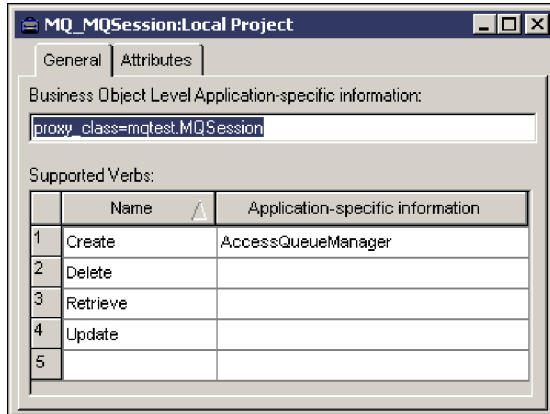 MQ_MQSession:Local Project
General Attributes
Business Object Level Application-specific information:
proxy_class=mqtest.MQSession
Supported Verbs:
Name Application-specific information
1 Create AccessQueueManager
2 Delete
3 Retrieve
4 Update
5